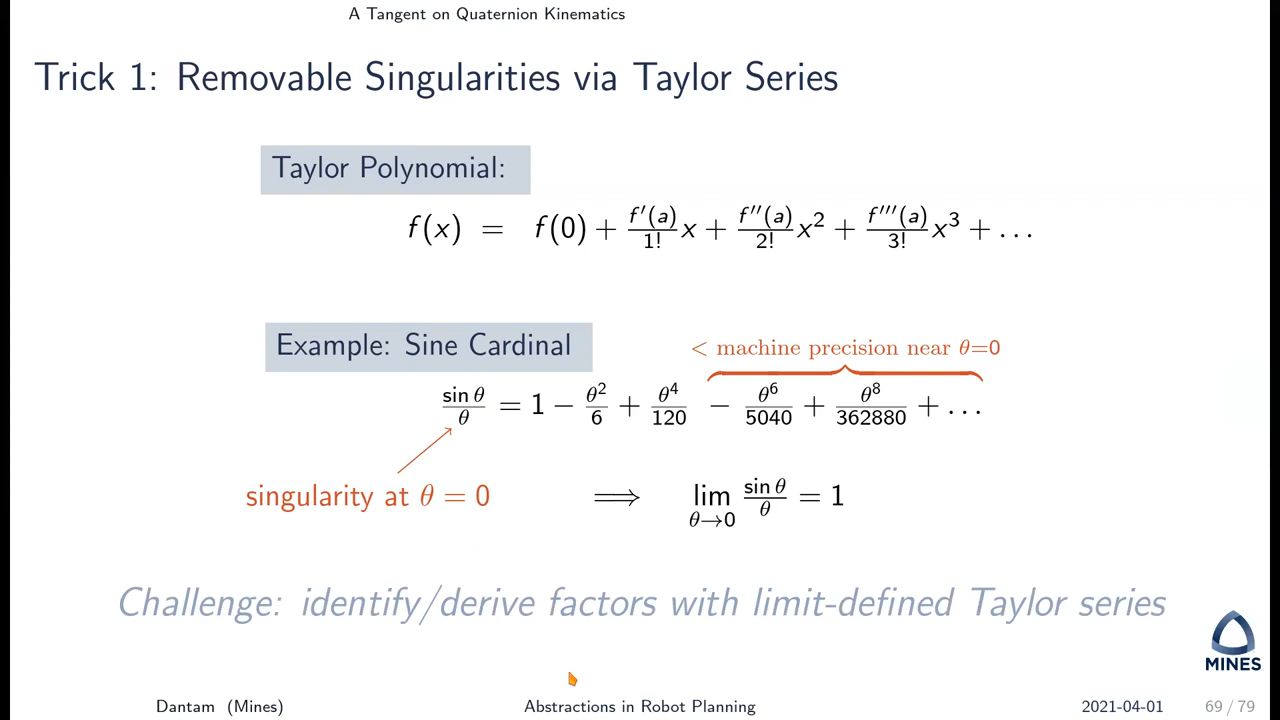 A Tangent on Quaternion Kinematics
Trick 1: Removable Singularities via Taylor Series
Taylor Polynomial:
f(x) = f(0) + f′(a)/1! x + f″(a)/2! x² + f‴(a)/3! x³ + …
Example: Sine Cardinal
< machine precision near θ=0
sin θ/θ = 1 − θ²/6 + θ⁴/120 − θ⁶/5040 + θ⁸/362880 + …
singularity at θ = 0 ⟹ lim θ→0 sin θ/θ = 1
Challenge: identify/derive factors with limit-defined Taylor series
MINES
Dantam (Mines) Abstractions in Robot Planning 2021-04-01 69 / 79